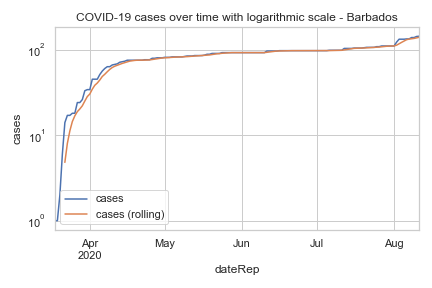 COVID-19 cases over time with logarithmic scale - Barbados
cases
10²
10¹
10⁰
cases
cases (rolling)
Apr
2020
May
Jun
Jul
Aug
dateRep